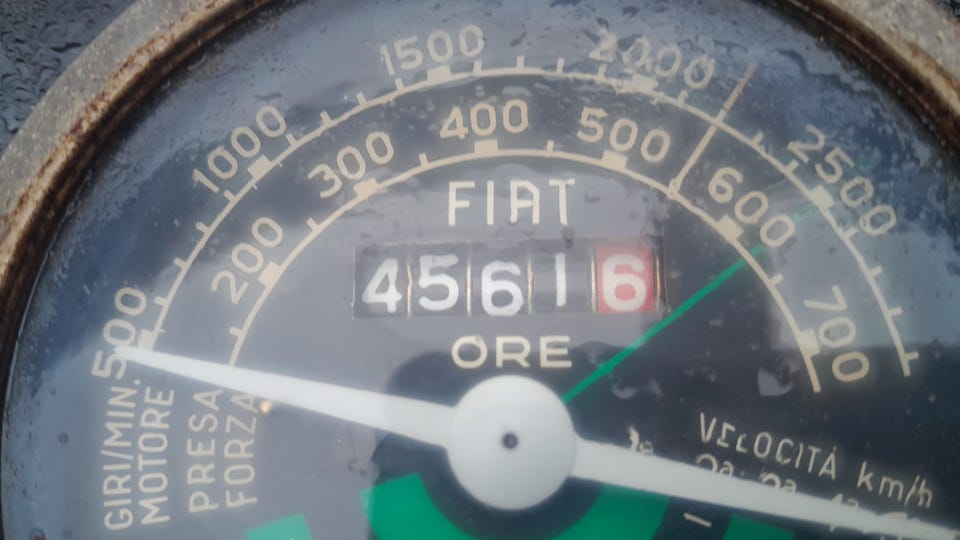 500 1000 1500 2000 2500
200 300 400 500 600 700
FIAT
45616
ORE
GIRI/MIN.
MOTORE
PRESA
FORZA
VELOCITÀ km/h